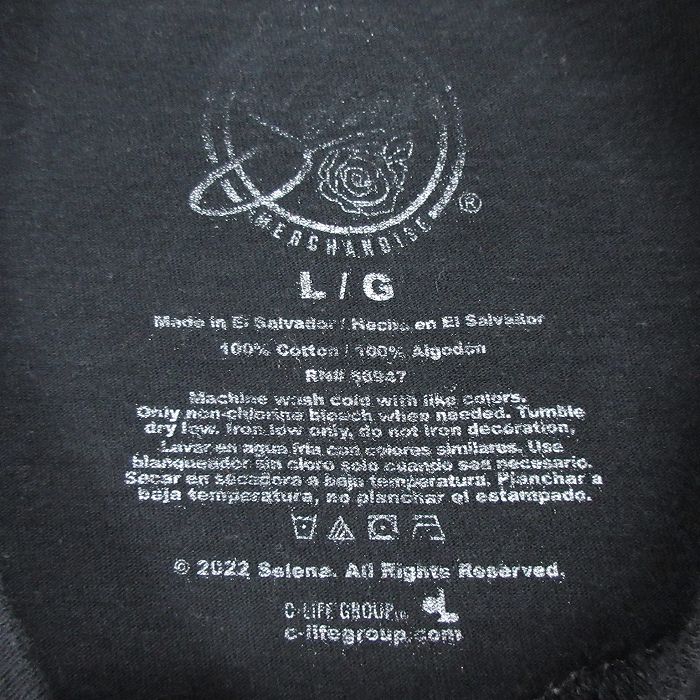 MERCHANDISE ®
L / G
Made in El Salvador / Hecho en El Salvador
100% Cotton / 100% Algodon
RN#
Machine wash cold with like colors.
Only non-chlorine bleach when needed. Tumble
dry low. Iron low only, do not iron decoration.
Lavar en agua fria con colores similares. Use
blanqueador sin cloro solo cuando sea necesario.
Secar en secadora a baja temperatura. Planchar a
baja temperatura, no planchar el estampado.
© 2022 Selena. All Rights Reserved.
C-LIFE GROUP
c-lifegroup.com